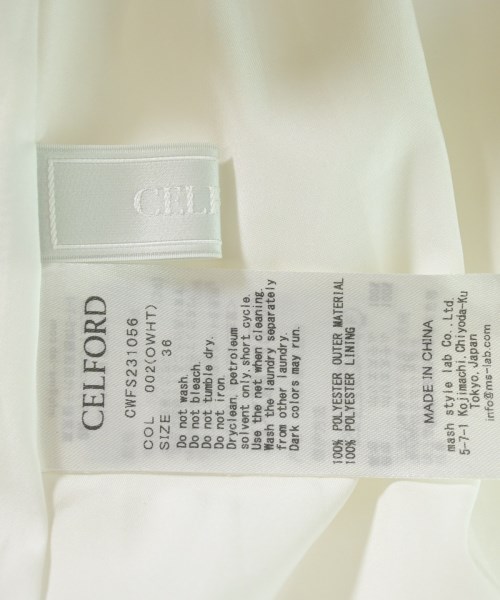 CELI
CELFORD
CWFS231056
COL 002(OWHT)
SIZE 36
Do not wash.
Do not bleach.
Do not tumble dry.
Do not iron.
Dryclean, petroleum
solvent only.short cycle.
Use the net when cleaning.
Wash the laundry separately
from other laundry.
Dark colors may run.
100% POLYESTER OUTER MATERIAL
100% POLYESTER LINING
MADE IN CHINA
mash style lab Co.,Ltd.
5-7-1 Kojimachi,Chiyoda-Ku
Tokyo,Japan
info@ms-lab.com